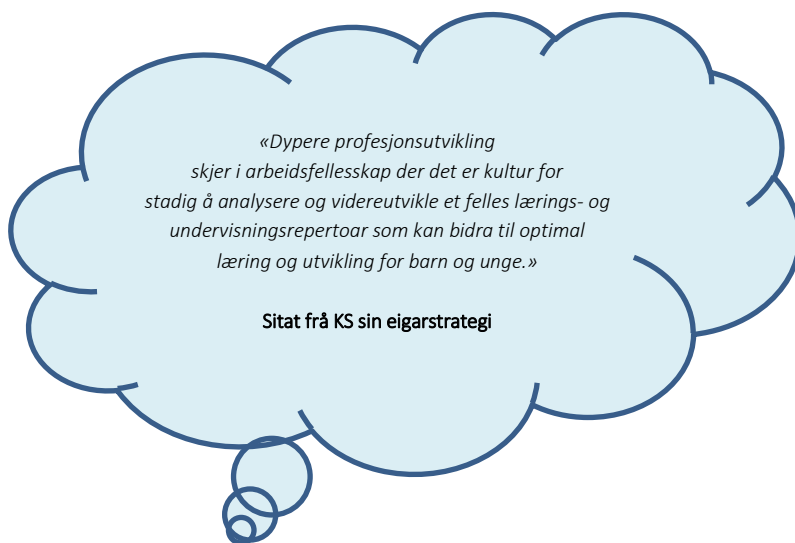 «Dypere profesjonsutvikling
skjer i arbeidsfellesskap der det er kultur for
stadig å analysere og videreutvikle et felles lærings- og
undervisningsrepertoar som kan bidra til optimal
læring og utvikling for barn og unge.»
Sitat frå KS sin eigarstrategi